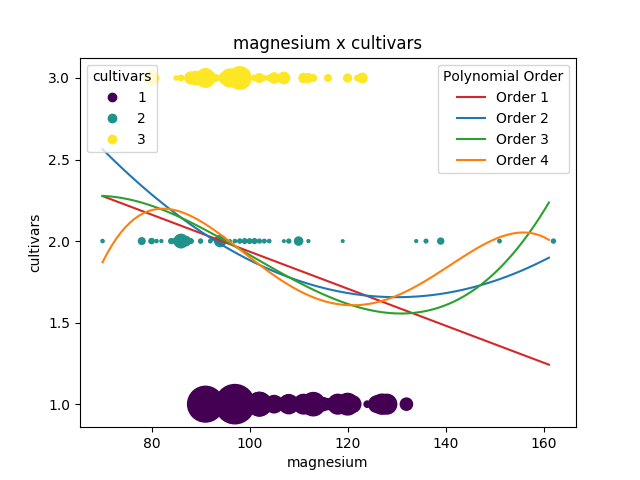 magnesium x cultivars
cultivars
1
2
3
Polynomial Order
Order 1
Order 2
Order 3
Order 4
3.0
2.5
2.0
1.5
1.0
cultivars
80
100
120
140
160
magnesium